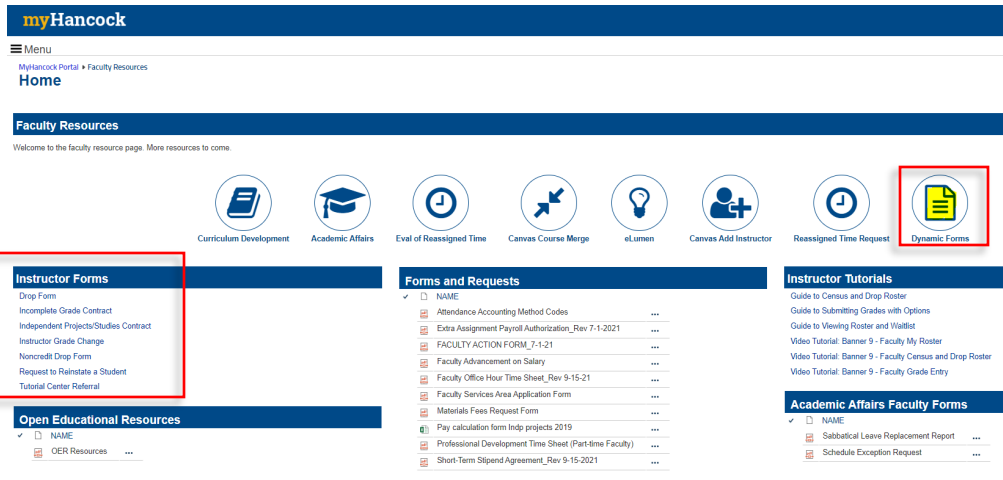 myHancock
Menu
MyHancock Portal ▸ Faculty Resources
Home
Faculty Resources
Welcome to the faculty resource page. More resources to come.
Curriculum Development
Academic Affairs
Eval of Reassigned Time
Canvas Course Merge
eLumen
Canvas Add Instructor
Reassigned Time Request
Dynamic Forms
Instructor Forms
Drop Form
Incomplete Grade Contract
Independent Projects/Studies Contract
Instructor Grade Change
Noncredit Drop Form
Request to Reinstate a Student
Tutorial Center Referral
Open Educational Resources
NAME
OER Resources ...
Forms and Requests
NAME
Attendance Accounting Method Codes ...
Extra Assignment Payroll Authorization_Rev 7-1-2021 ...
FACULTY ACTION FORM_7-1-21 ...
Faculty Advancement on Salary ...
Faculty Office Hour Time Sheet_Rev 9-15-21 ...
Faculty Services Area Application Form ...
Materials Fees Request Form ...
Pay calculation form Indp projects 2019 ...
Professional Development Time Sheet (Part-time Faculty) ...
Short-Term Stipend Agreement_Rev 9-15-2021 ...
Instructor Tutorials
Guide to Census and Drop Roster
Guide to Submitting Grades with Options
Guide to Viewing Roster and Waitlist
Video Tutorial: Banner 9 - Faculty My Roster
Video Tutorial: Banner 9 - Faculty Census and Drop Roster
Video Tutorial: Banner 9 - Faculty Grade Entry
Academic Affairs Faculty Forms
NAME
Sabbatical Leave Replacement Report ...
Schedule Exception Request ...